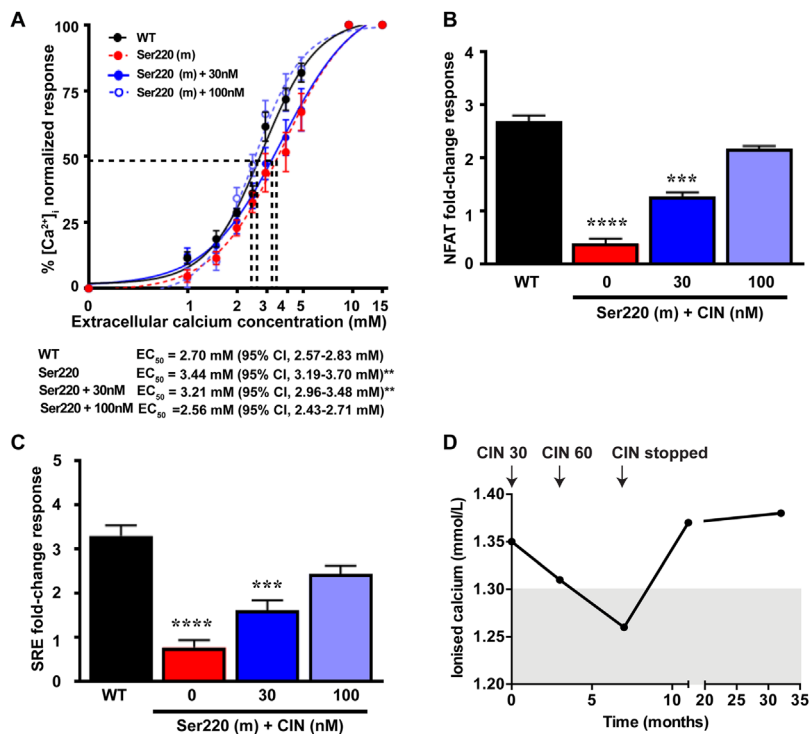 A
% [Ca²⁺]ᵢ normalized response
100
75
50
25
0
WT
Ser220 (m)
Ser220 (m) + 30nM
Ser220 (m) + 100nM
0 1 2 3 4 5 10 15
Extracellular calcium concentration (mM)
WT EC₅₀ = 2.70 mM (95% CI, 2.57-2.83 mM)
Ser220 EC₅₀ = 3.44 mM (95% CI, 3.19-3.70 mM)**
Ser220 + 30nM EC₅₀ = 3.21 mM (95% CI, 2.96-3.48 mM)**
Ser220 + 100nM EC₅₀ =2.56 mM (95% CI, 2.43-2.71 mM)
B
NFAT fold-change response
4
3
2
1
0
****
***
WT 0 30 100
Ser220 (m) + CIN (nM)
C
SRE fold-change response
5
4
3
2
1
0
****
***
WT 0 30 100
Ser220 (m) + CIN (nM)
D
CIN 30 CIN 60 CIN stopped
Ionised calcium (mmol/L)
1.40
1.35
1.30
1.25
1.20
0 5 10 20 30 35
Time (months)